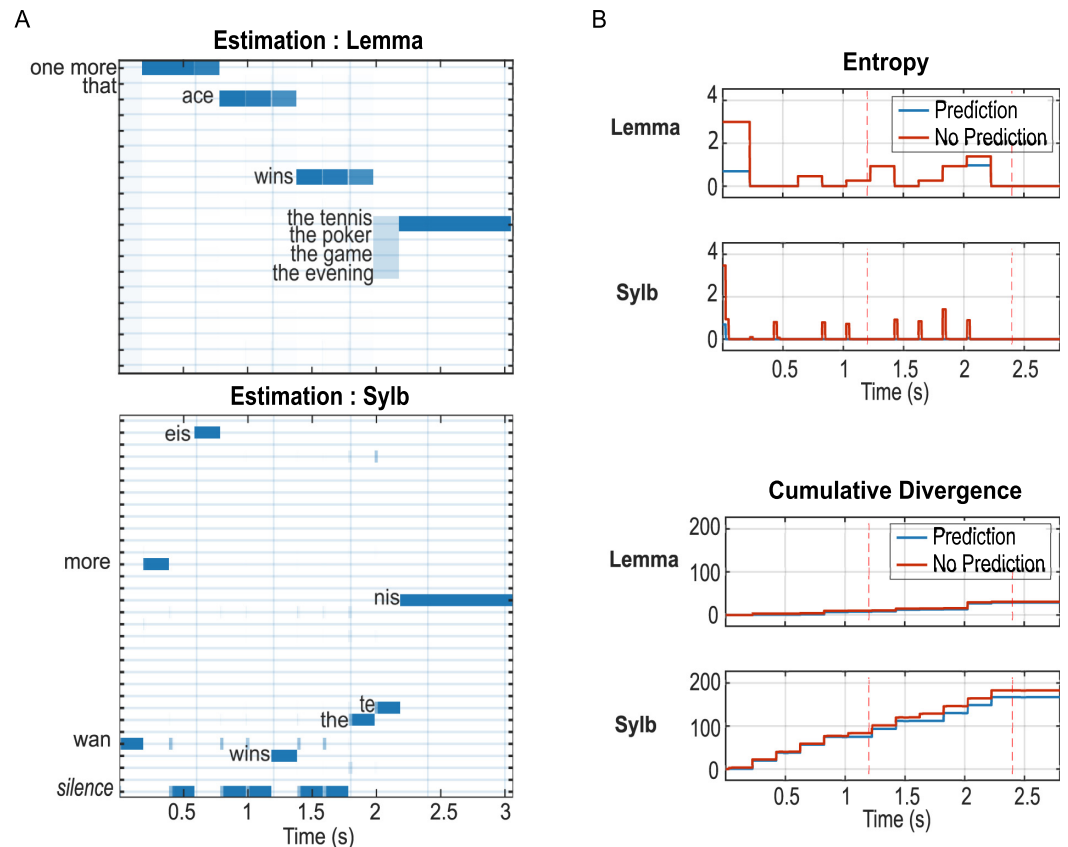 A
Estimation : Lemma
one more
that
ace
wins
the tennis
the poker
the game
the evening
Estimation : Sylb
eis
more
nis
te
the
wan
wins
silence
0.5 1 1.5 2 2.5 3
Time (s)
B
Entropy
Lemma
4
2
0
Prediction
No Prediction
Sylb
4
2
0
0.5 1 1.5 2 2.5
Time (s)
Cumulative Divergence
Lemma
200
100
0
Prediction
No Prediction
Sylb
200
100
0
0.5 1 1.5 2 2.5
Time (s)